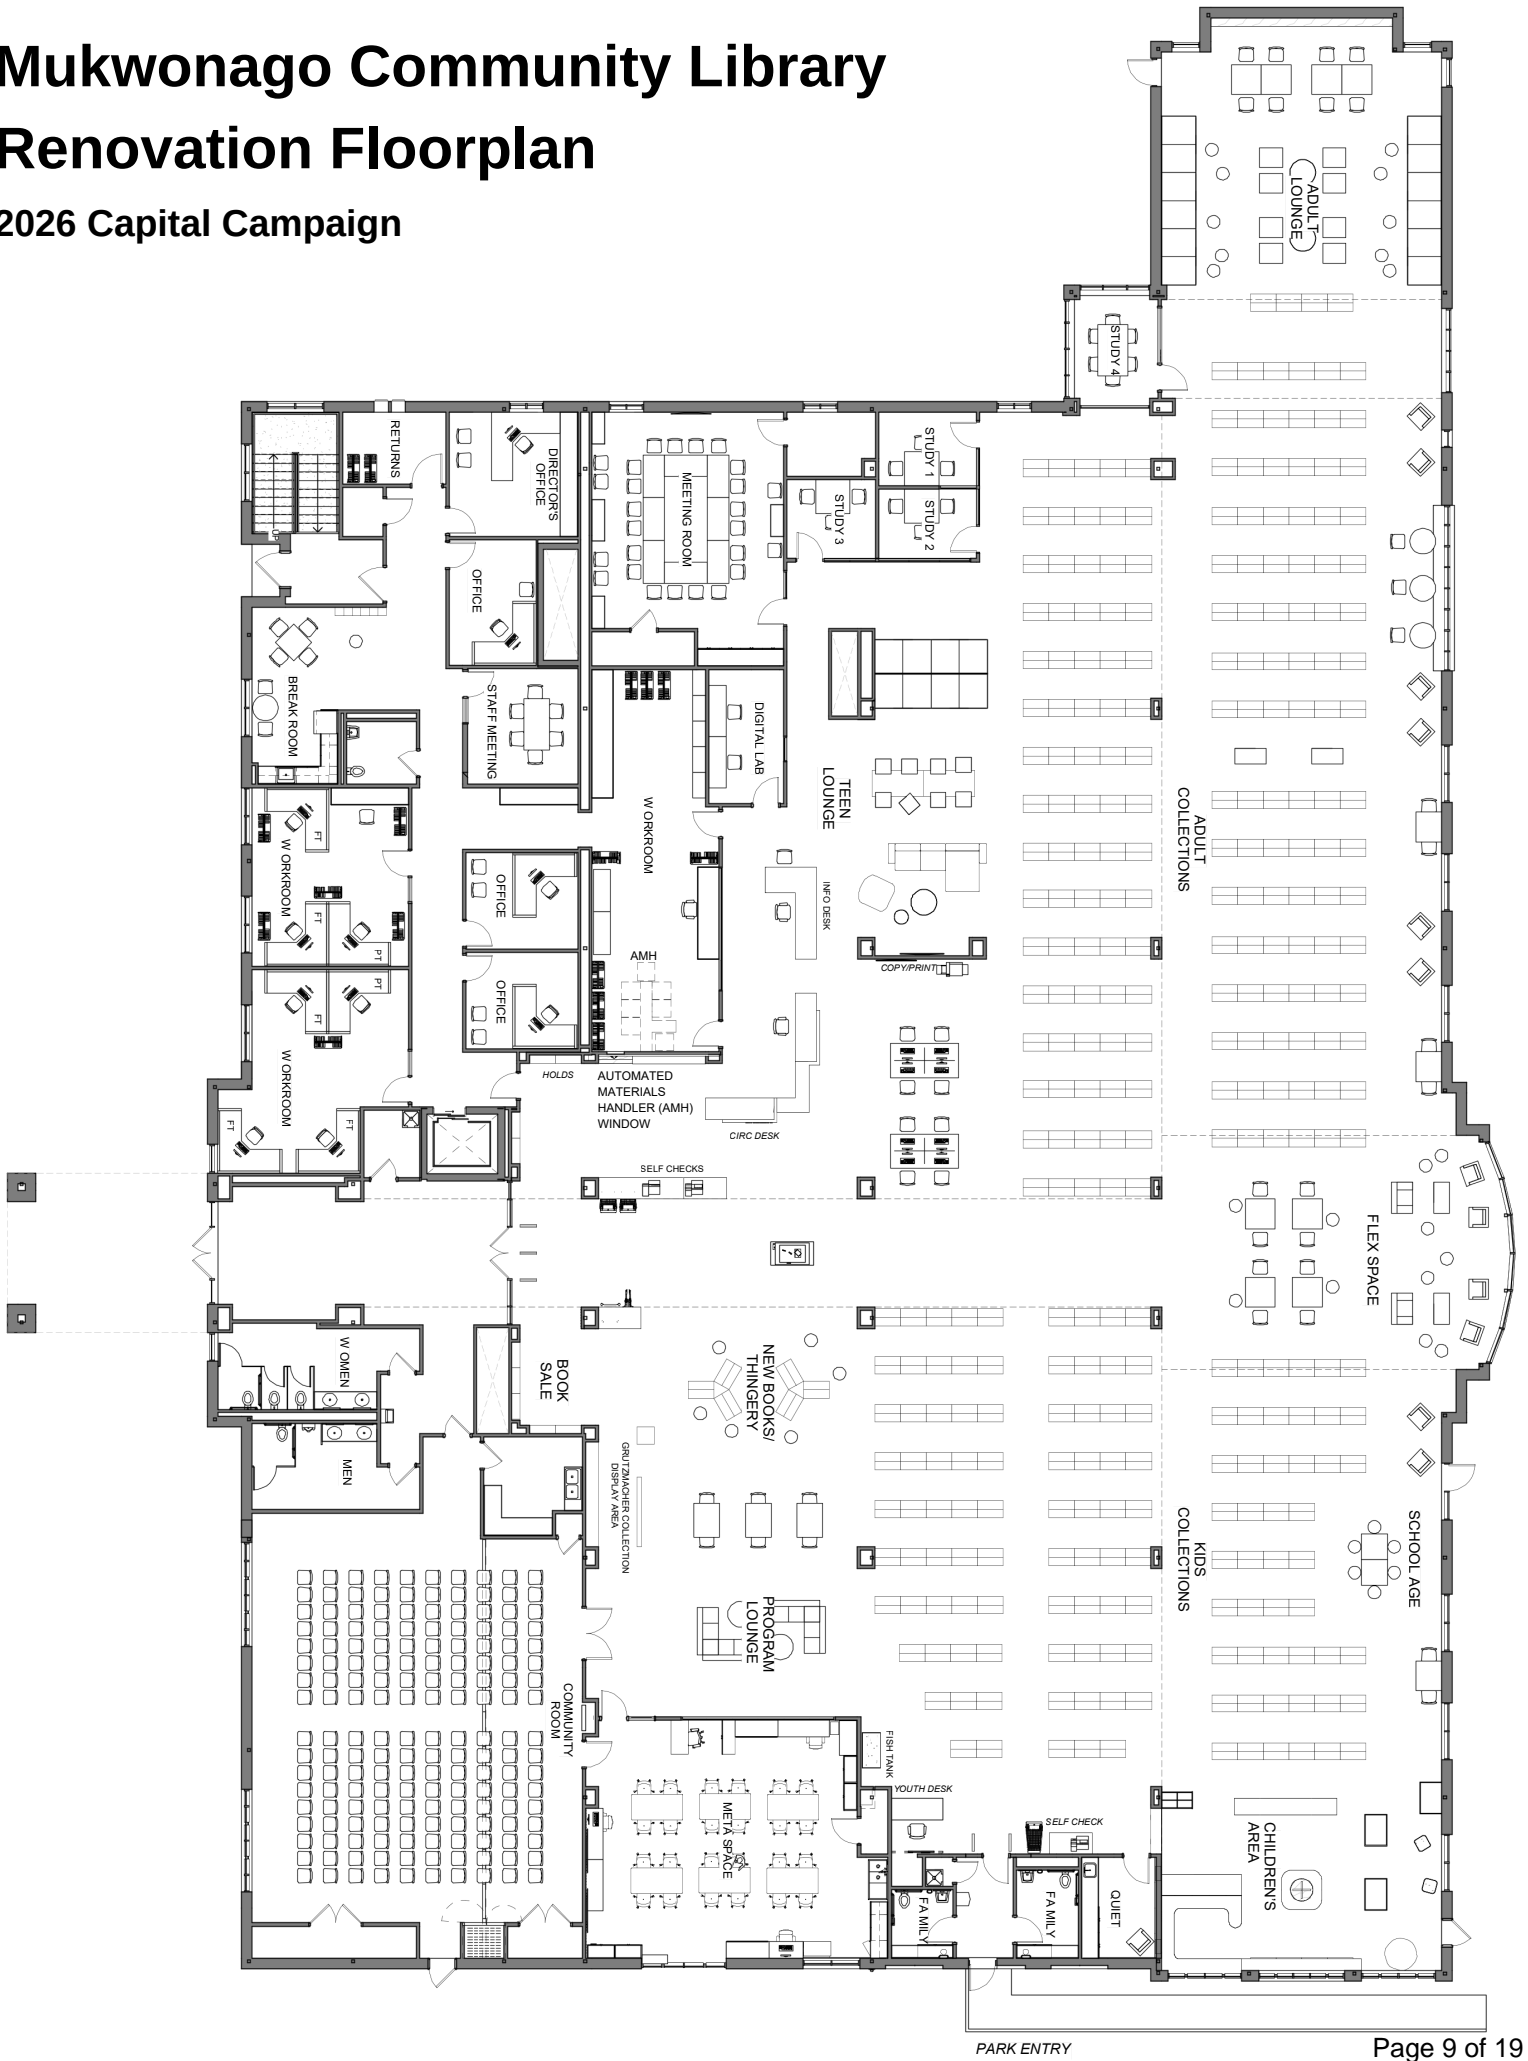 Mukwonago Community Library
Renovation Floorplan
2026 Capital Campaign
ADULT
LOUNGE
STUDY 4
RETURNS
DIRECTOR'S
OFFICE
MEETING ROOM
STUDY 1
STUDY 2
STUDY 3
OFFICE
BREAK ROOM
STAFF MEETING
DIGITAL LAB
TEEN
LOUNGE
ADULT
COLLECTIONS
WORKROOM
FT
WORKROOM
FT
PT
OFFICE
INFO DESK
AMH
COPY/PRINT
PT
FT
OFFICE
WORKROOM
FT
FT
HOLDS
AUTOMATED
MATERIALS
HANDLER (AMH)
WINDOW
CIRC DESK
SELF CHECKS
FLEX SPACE
WOMEN
MEN
BOOK
SALE
NEW BOOKS/
THINGERY
GRUTZMACHER COLLECTION
DISPLAY AREA
KIDS
COLLECTIONS
SCHOOL AGE
PROGRAM
LOUNGE
COMMUNITY
ROOM
FISH TANK
YOUTH DESK
SELF CHECK
META SPACE
CHILDREN'S
AREA
FAMILY
FAMILY
QUIET
PARK ENTRY
Page 9 of 19